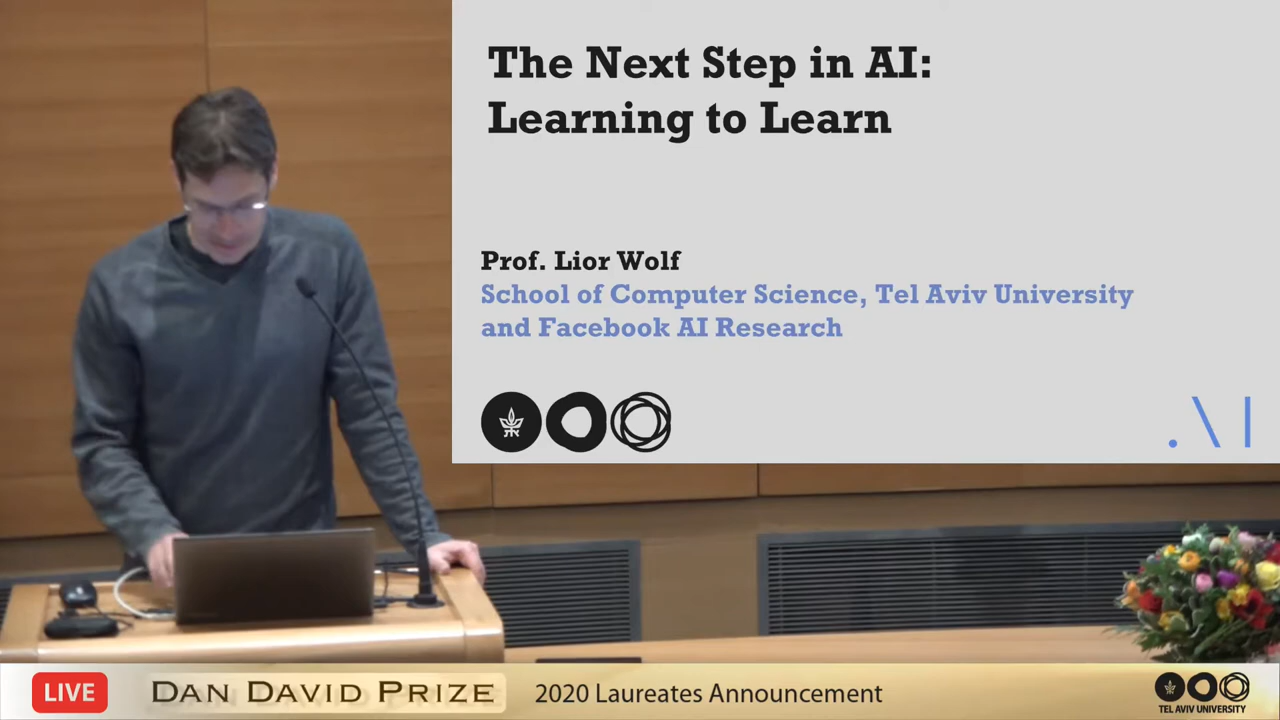 The Next Step in AI:
Learning to Learn
Prof. Lior Wolf
School of Computer Science, Tel Aviv University
and Facebook AI Research
.AI
LIVE
DAN DAVID PRIZE
2020 Laureates Announcement
TEL AVIV UNIVERSITY